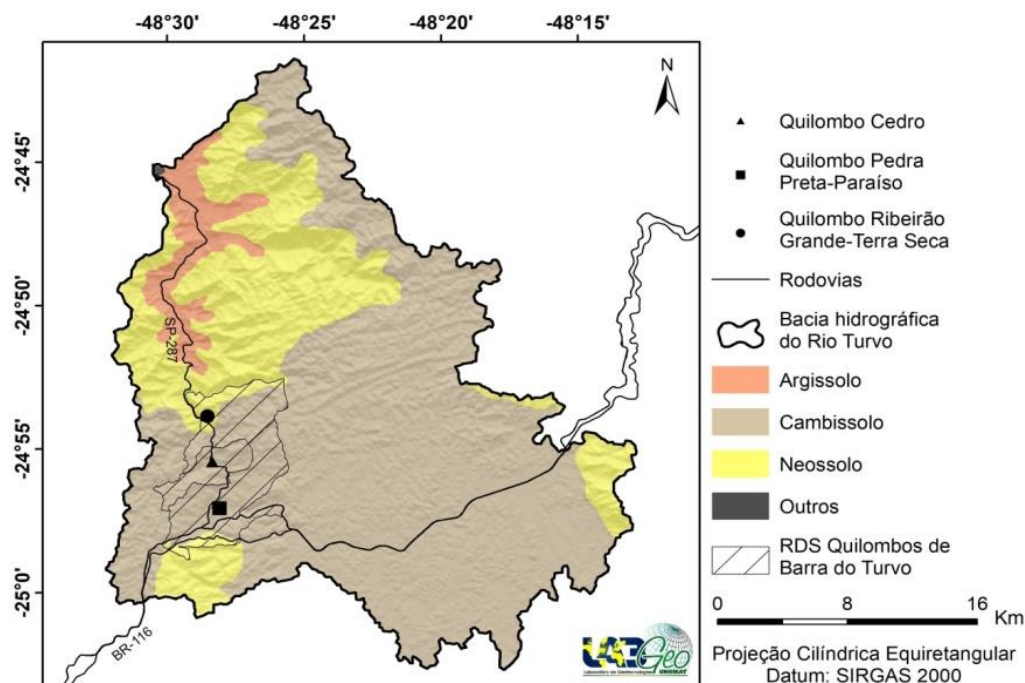 -48°30'
-48°25'
-48°20'
-48°15'
-24°45'
-24°50'
-24°55'
-25°0'
N
SP-287
BR-116
Quilombo Cedro
Quilombo Pedra
Preta-Paraíso
Quilombo Ribeirão
Grande-Terra Seca
Rodovias
Bacia hidrográfica
do Rio Turvo
Argissolo
Cambissolo
Neossolo
Outros
RDS Quilombos de
Barra do Turvo
0 8 16
Km
Projeção Cilíndrica Equiretangular
Datum: SIRGAS 2000
LAB
Geo
UNEMAT